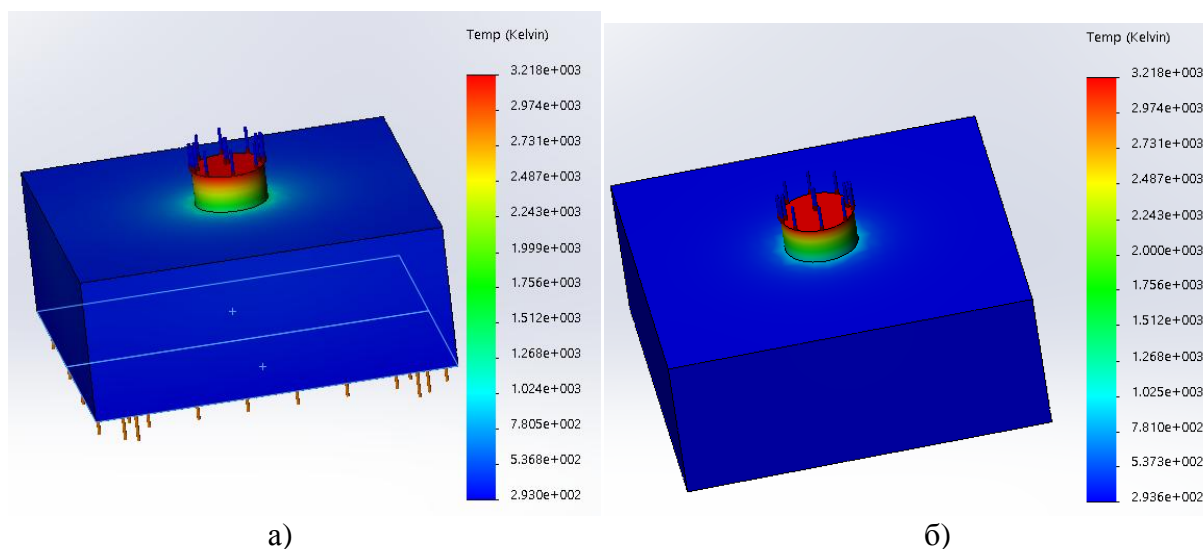 Temp (Kelvin)
3.218e+003
2.974e+003
2.731e+003
2.487e+003
2.243e+003
1.999e+003
1.756e+003
1.512e+003
1.268e+003
1.024e+003
7.805e+002
5.368e+002
2.930e+002
а)
Temp (Kelvin)
3.218e+003
2.974e+003
2.731e+003
2.487e+003
2.243e+003
2.000e+003
1.756e+003
1.512e+003
1.268e+003
1.025e+003
7.810e+002
5.373e+002
2.936e+002
б)